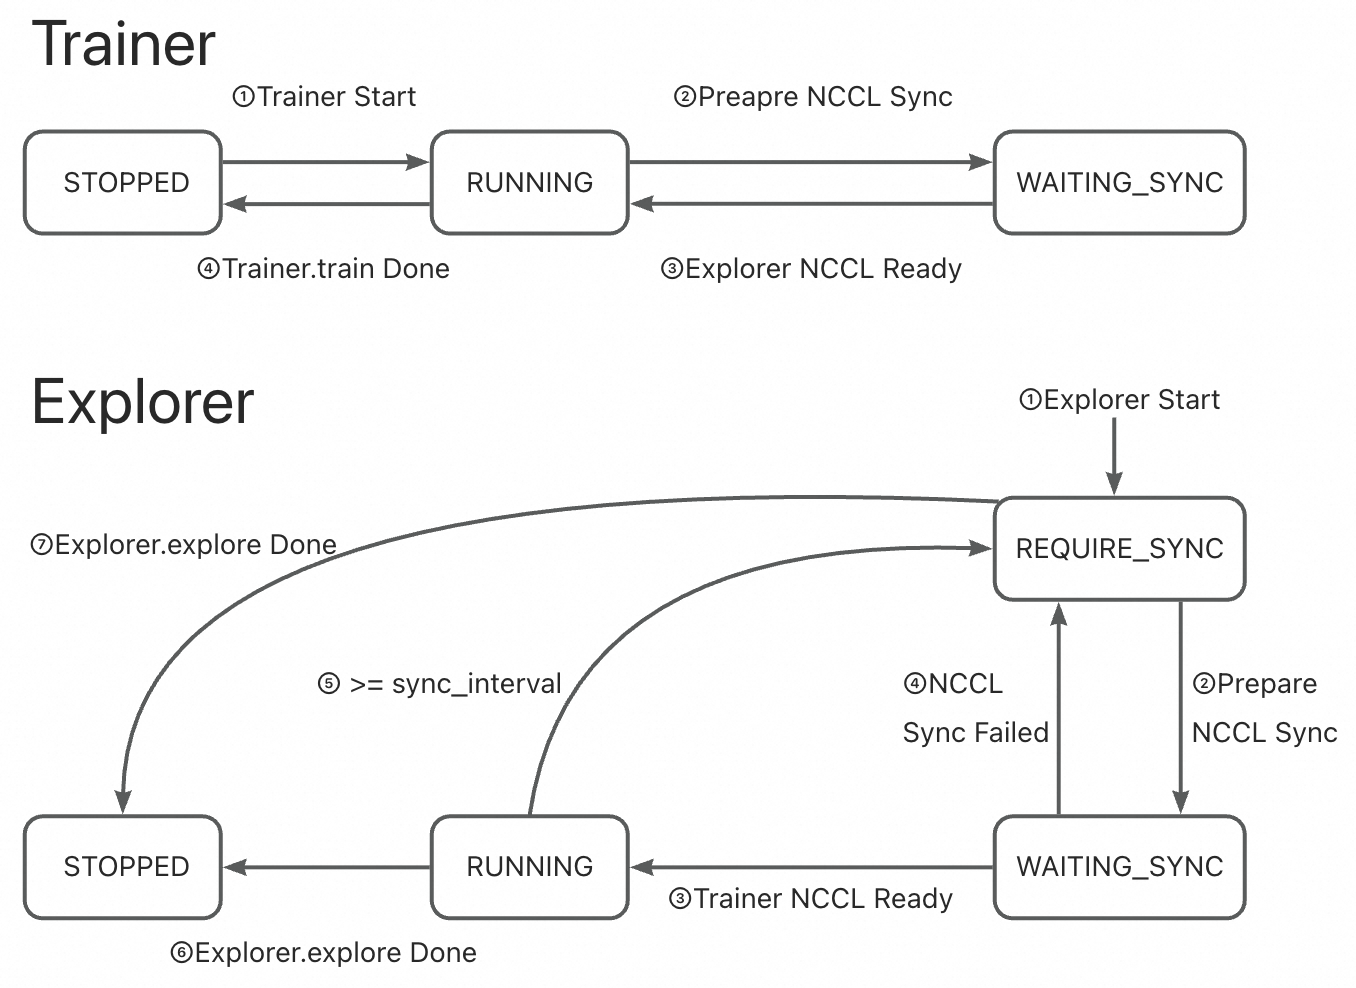 Trainer
①Trainer Start
②Preapre NCCL Sync
STOPPED
RUNNING
WAITING_SYNC
④Trainer.train Done
③Explorer NCCL Ready
Explorer
①Explorer Start
⑦Explorer.explore Done
REQUIRE_SYNC
⑤ >= sync_interval
④NCCL
Sync Failed
②Prepare
NCCL Sync
STOPPED
RUNNING
WAITING_SYNC
③Trainer NCCL Ready
⑥Explorer.explore Done